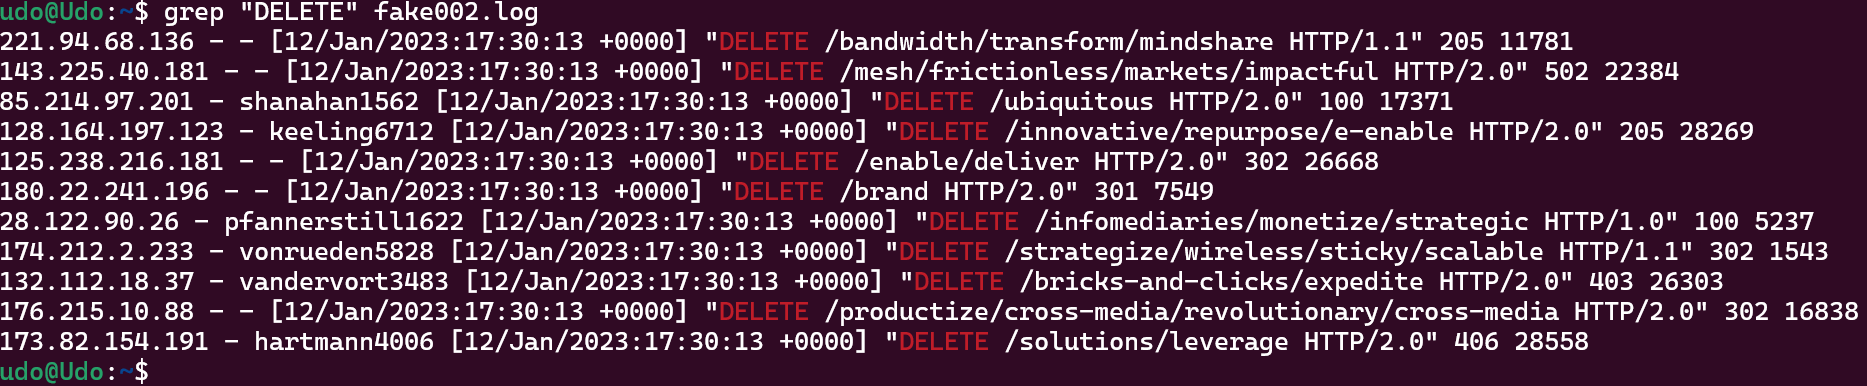 udo@Udo:~$ grep "DELETE" fake002.log
221.94.68.136 - - [12/Jan/2023:17:30:13 +0000] "DELETE /bandwidth/transform/mindshare HTTP/1.1" 205 11781
143.225.40.181 - - [12/Jan/2023:17:30:13 +0000] "DELETE /mesh/frictionless/markets/impactful HTTP/2.0" 502 22384
85.214.97.201 - shanahan1562 [12/Jan/2023:17:30:13 +0000] "DELETE /ubiquitous HTTP/2.0" 100 17371
128.164.197.123 - keeling6712 [12/Jan/2023:17:30:13 +0000] "DELETE /innovative/repurpose/e-enable HTTP/2.0" 205 28269
125.238.216.181 - - [12/Jan/2023:17:30:13 +0000] "DELETE /enable/deliver HTTP/2.0" 302 26668
180.22.241.196 - - [12/Jan/2023:17:30:13 +0000] "DELETE /brand HTTP/2.0" 301 7549
28.122.90.26 - pfannerstill1622 [12/Jan/2023:17:30:13 +0000] "DELETE /infomediaries/monetize/strategic HTTP/1.0" 100 5237
174.212.2.233 - vonrueden5828 [12/Jan/2023:17:30:13 +0000] "DELETE /strategize/wireless/sticky/scalable HTTP/1.1" 302 1543
132.112.18.37 - vandervort3483 [12/Jan/2023:17:30:13 +0000] "DELETE /bricks-and-clicks/expedite HTTP/2.0" 403 26303
176.215.10.88 - - [12/Jan/2023:17:30:13 +0000] "DELETE /productize/cross-media/revolutionary/cross-media HTTP/2.0" 302 16838
173.82.154.191 - hartmann4006 [12/Jan/2023:17:30:13 +0000] "DELETE /solutions/leverage HTTP/2.0" 406 28558
udo@Udo:~$